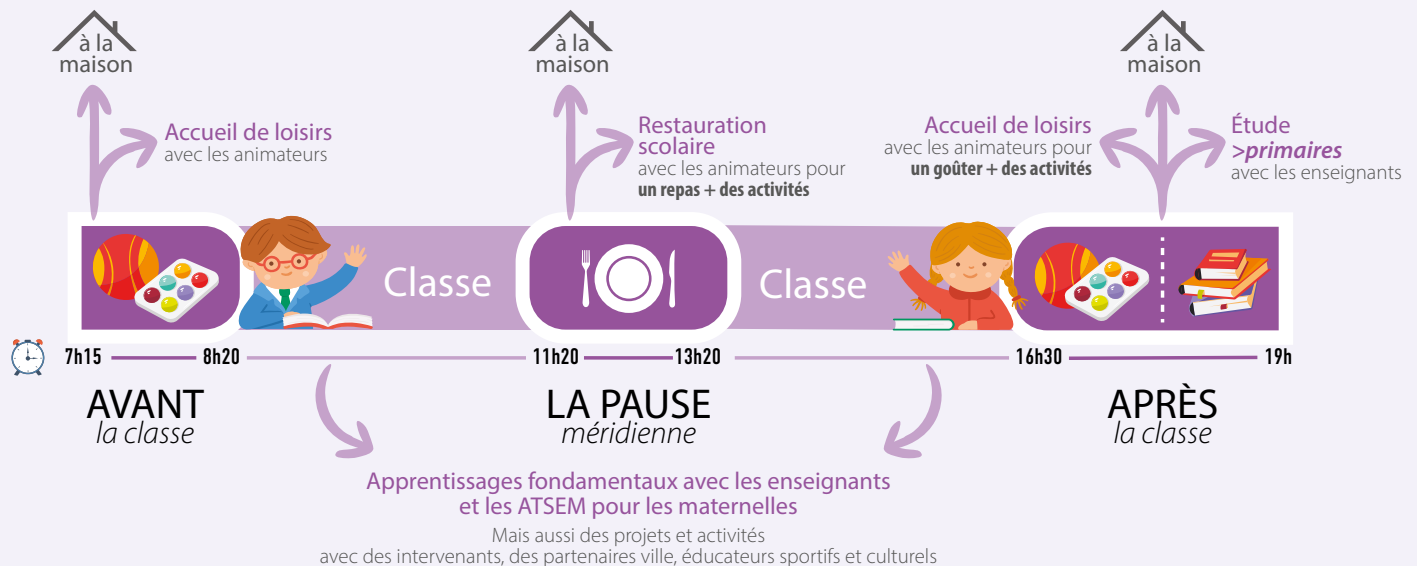 à la
maison
à la
maison
à la
maison
Accueil de loisirs
avec les animateurs
Restauration
scolaire
avec les animateurs pour
un repas + des activités
Accueil de loisirs
avec les animateurs pour
un goûter + des activités
Étude
>primaires
avec les enseignants
Classe
Classe
7h15
8h20
11h20
13h20
16h30
19h
AVANT
la classe
LA PAUSE
méridienne
APRÈS
la classe
Apprentissages fondamentaux avec les enseignants
et les ATSEM pour les maternelles
Mais aussi des projets et activités
avec des intervenants, des partenaires ville, éducateurs sportifs et culturels